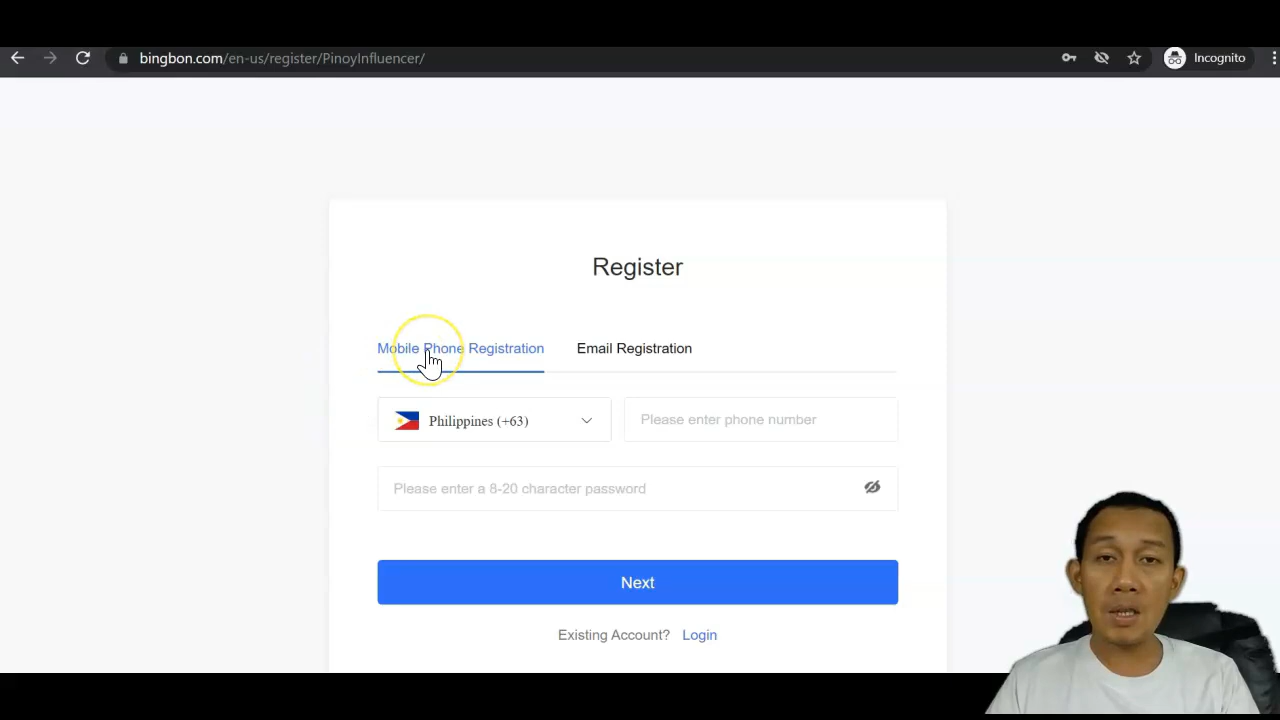 bingbon.com/en-us/register/PinoyInfluencer/
Incognito
Register
Mobile Phone Registration
Email Registration
Philippines (+63)
Please enter phone number
Please enter a 8-20 character password
Next
Existing Account? Login